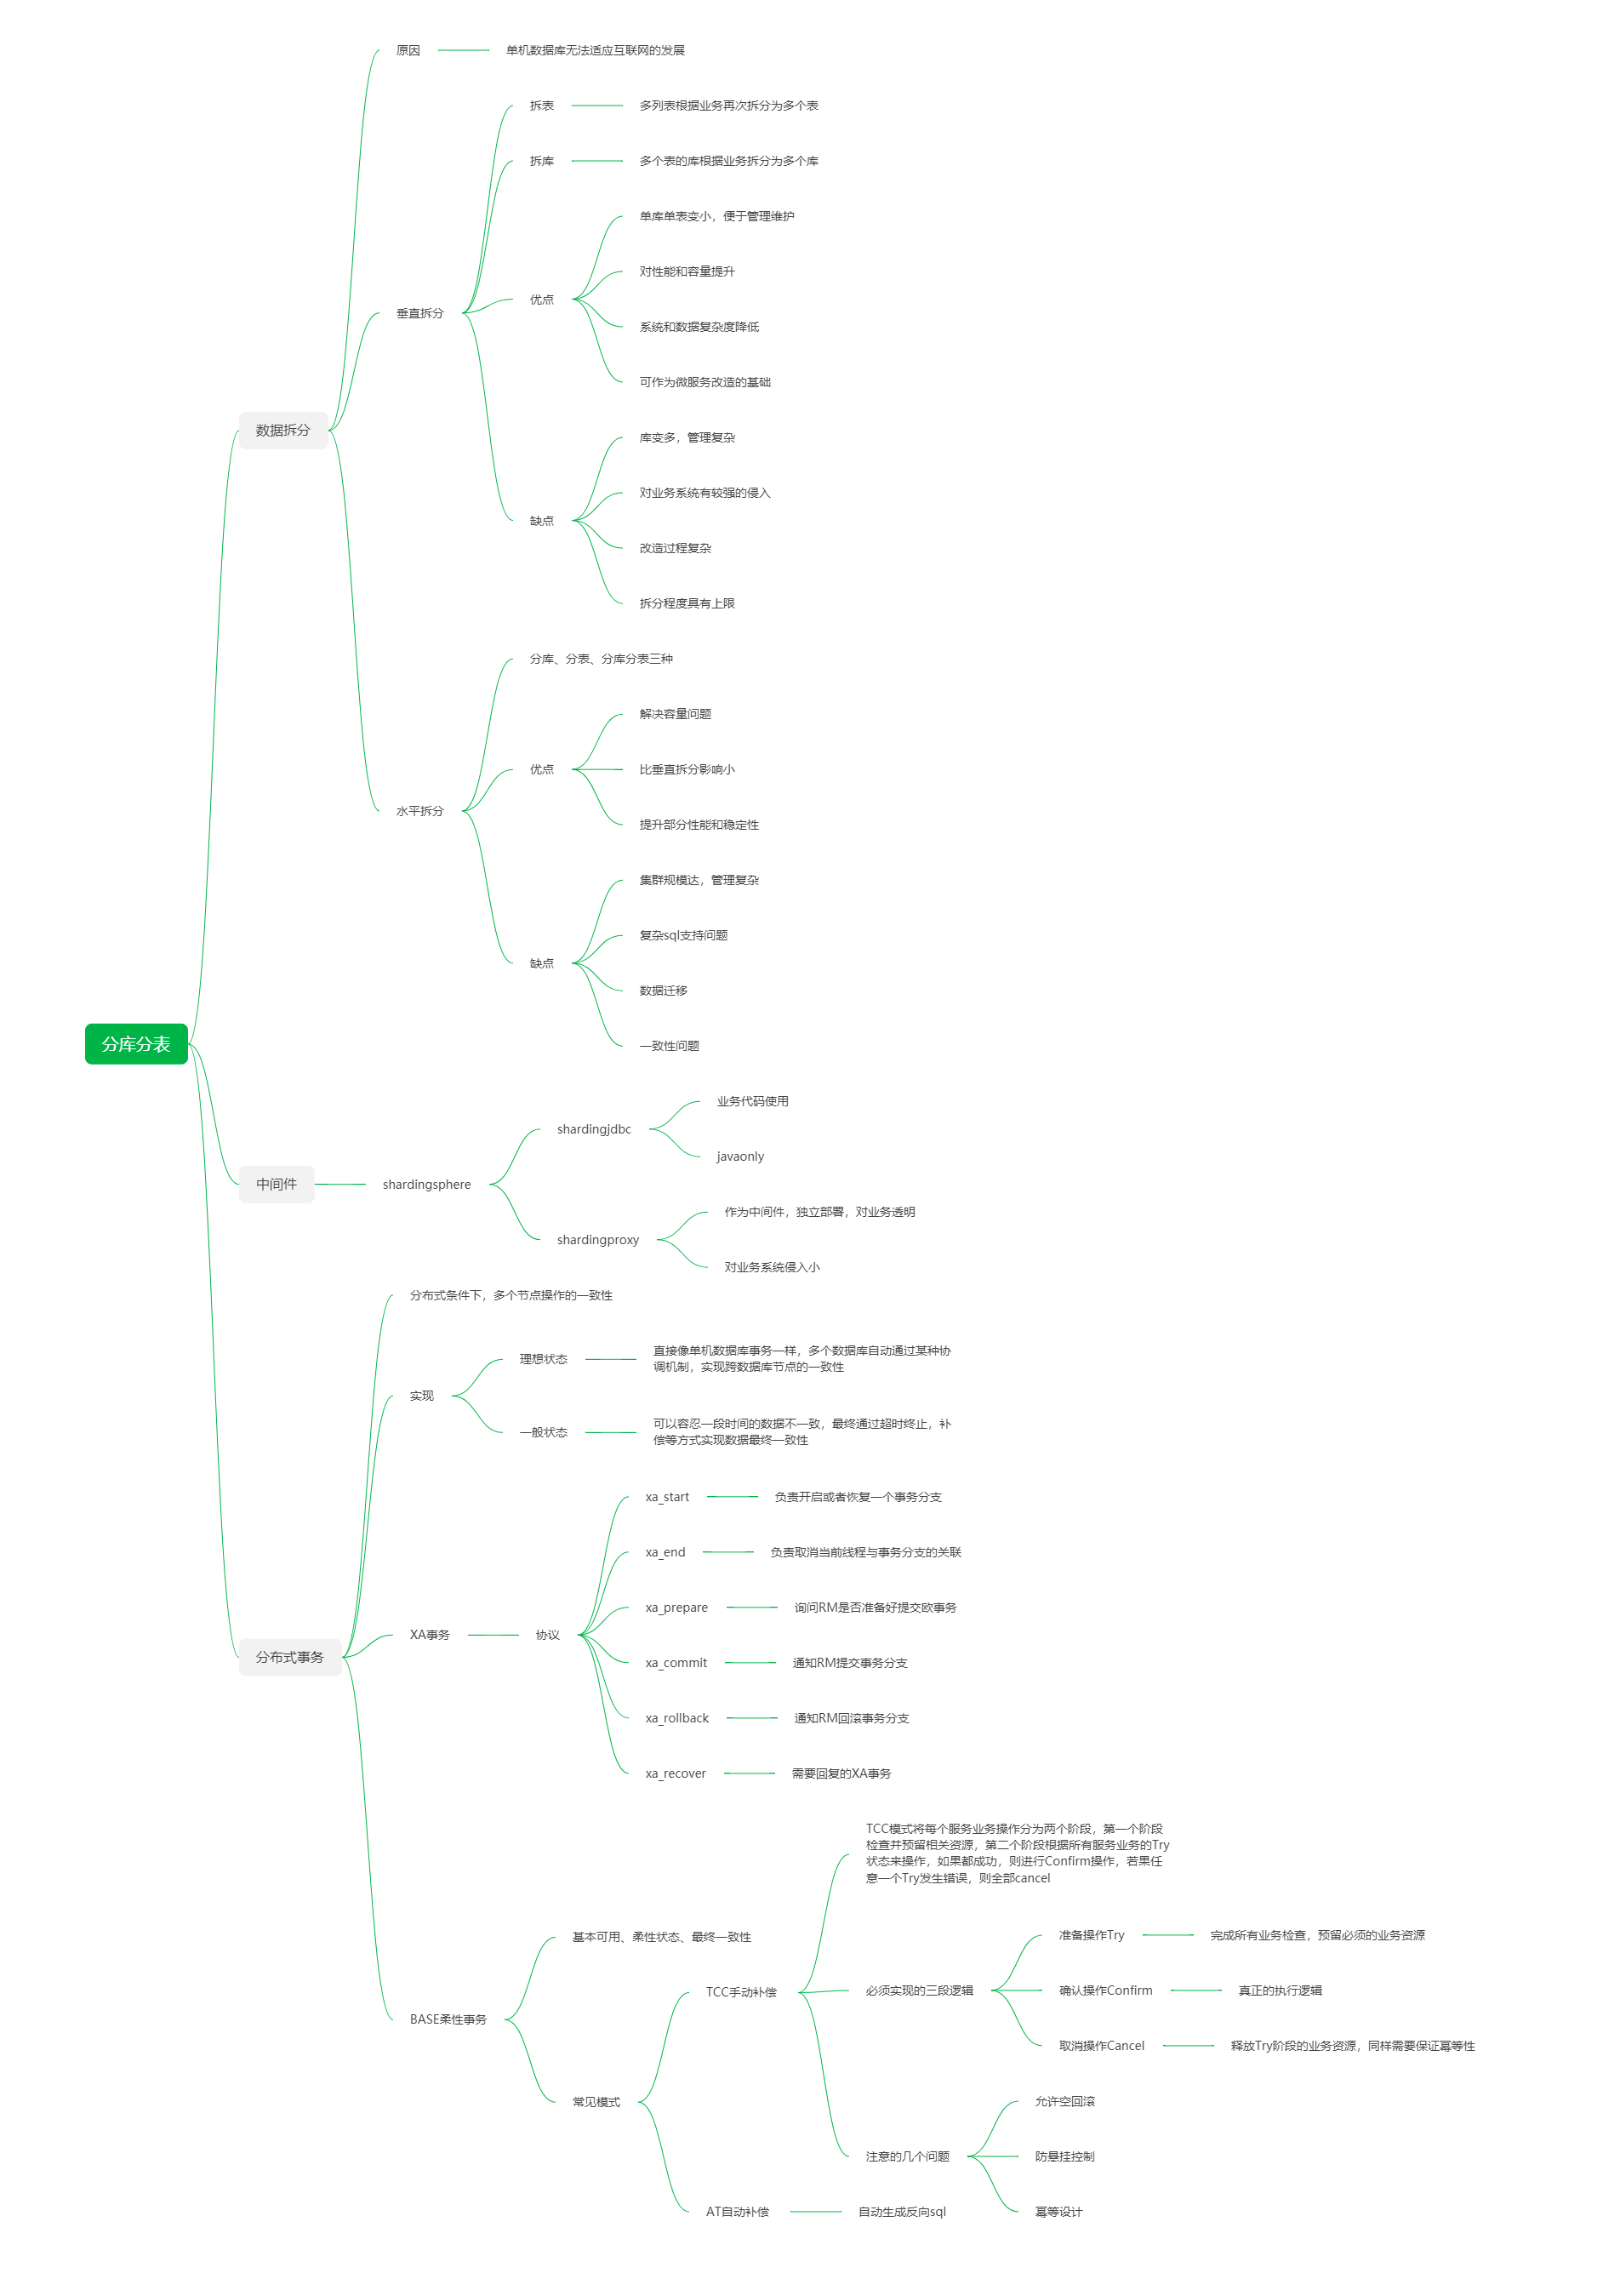 分库分表
数据拆分
原因
单机数据库无法适应互联网的发展
垂直拆分
拆表
多列表根据业务再次拆分为多个表
拆库
多个表的库根据业务拆分为多个库
优点
单库单表变小，便于管理维护
对性能和容量提升
系统和数据复杂度降低
可作为微服务改造的基础
缺点
库变多，管理复杂
对业务系统有较强的侵入
改造过程复杂
拆分程度具有上限
水平拆分
分库、分表、分库分表三种
优点
解决容量问题
比垂直拆分影响小
提升部分性能和稳定性
缺点
集群规模达，管理复杂
复杂sql支持问题
数据迁移
一致性问题
中间件
shardingsphere
shardingjdbc
业务代码使用
javaonly
shardingproxy
作为中间件，独立部署，对业务透明
对业务系统侵入小
分布式事务
分布式条件下，多个节点操作的一致性
实现
理想状态
直接像单机数据库事务一样，多个数据库自动通过某种协
调机制，实现跨数据库节点的一致性
一般状态
可以容忍一段时间的数据不一致，最终通过超时终止，补
偿等方式实现数据最终一致性
XA事务
协议
xa_start
负责开启或者恢复一个事务分支
xa_end
负责取消当前线程与事务分支的关联
xa_prepare
询问RM是否准备好提交欧事务
xa_commit
通知RM提交事务分支
xa_rollback
通知RM回滚事务分支
xa_recover
需要回复的XA事务
BASE柔性事务
基本可用、柔性状态、最终一致性
常见模式
TCC手动补偿
TCC模式将每个服务业务操作分为两个阶段，第一个阶段
检查并预留相关资源，第二个阶段根据所有服务业务的Try
状态来操作，如果都成功，则进行Confirm操作，若果任
意一个Try发生错误，则全部cancel
必须实现的三段逻辑
准备操作Try
完成所有业务检查，预留必须的业务资源
确认操作Confirm
真正的执行逻辑
取消操作Cancel
释放Try阶段的业务资源，同样需要保证幂等性
注意的几个问题
允许空回滚
防悬挂控制
幂等设计
AT自动补偿
自动生成反向sql